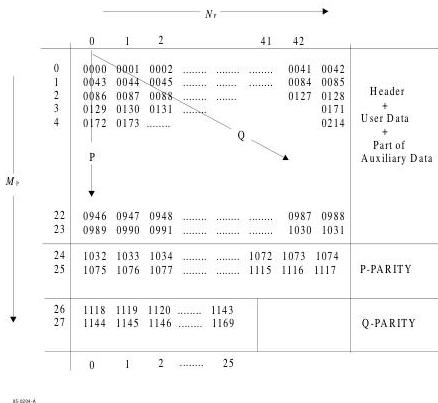 NP
0 1 2 41 42
0 0000 0001 0002 ........ ........ ........ 0041 0042
1 0043 0044 0045 ........ ........ ........ 0084 0085
2 0086 0087 0088 ........ ....... 0127 0128
3 0129 0130 0131 ........ 0171
4 0172 0173 ........ 0214
Header
+
User Data
+
Part of
Auxiliary Data
Q
P
MP
22 0946 0947 0948 ........ ........ ........ 0987 0988
23 0989 0990 0991 ........ ........ ........ 1030 1031
24 1032 1033 1034 ........ ........ 1072 1073 1074
25 1075 1076 1077 ........ ........ 1115 1116 1117
P-PARITY
26 1118 1119 1120 ........ 1143
27 1144 1145 1146 ........ 1169
Q-PARITY
0 1 2 ........ 25
95-0204-A